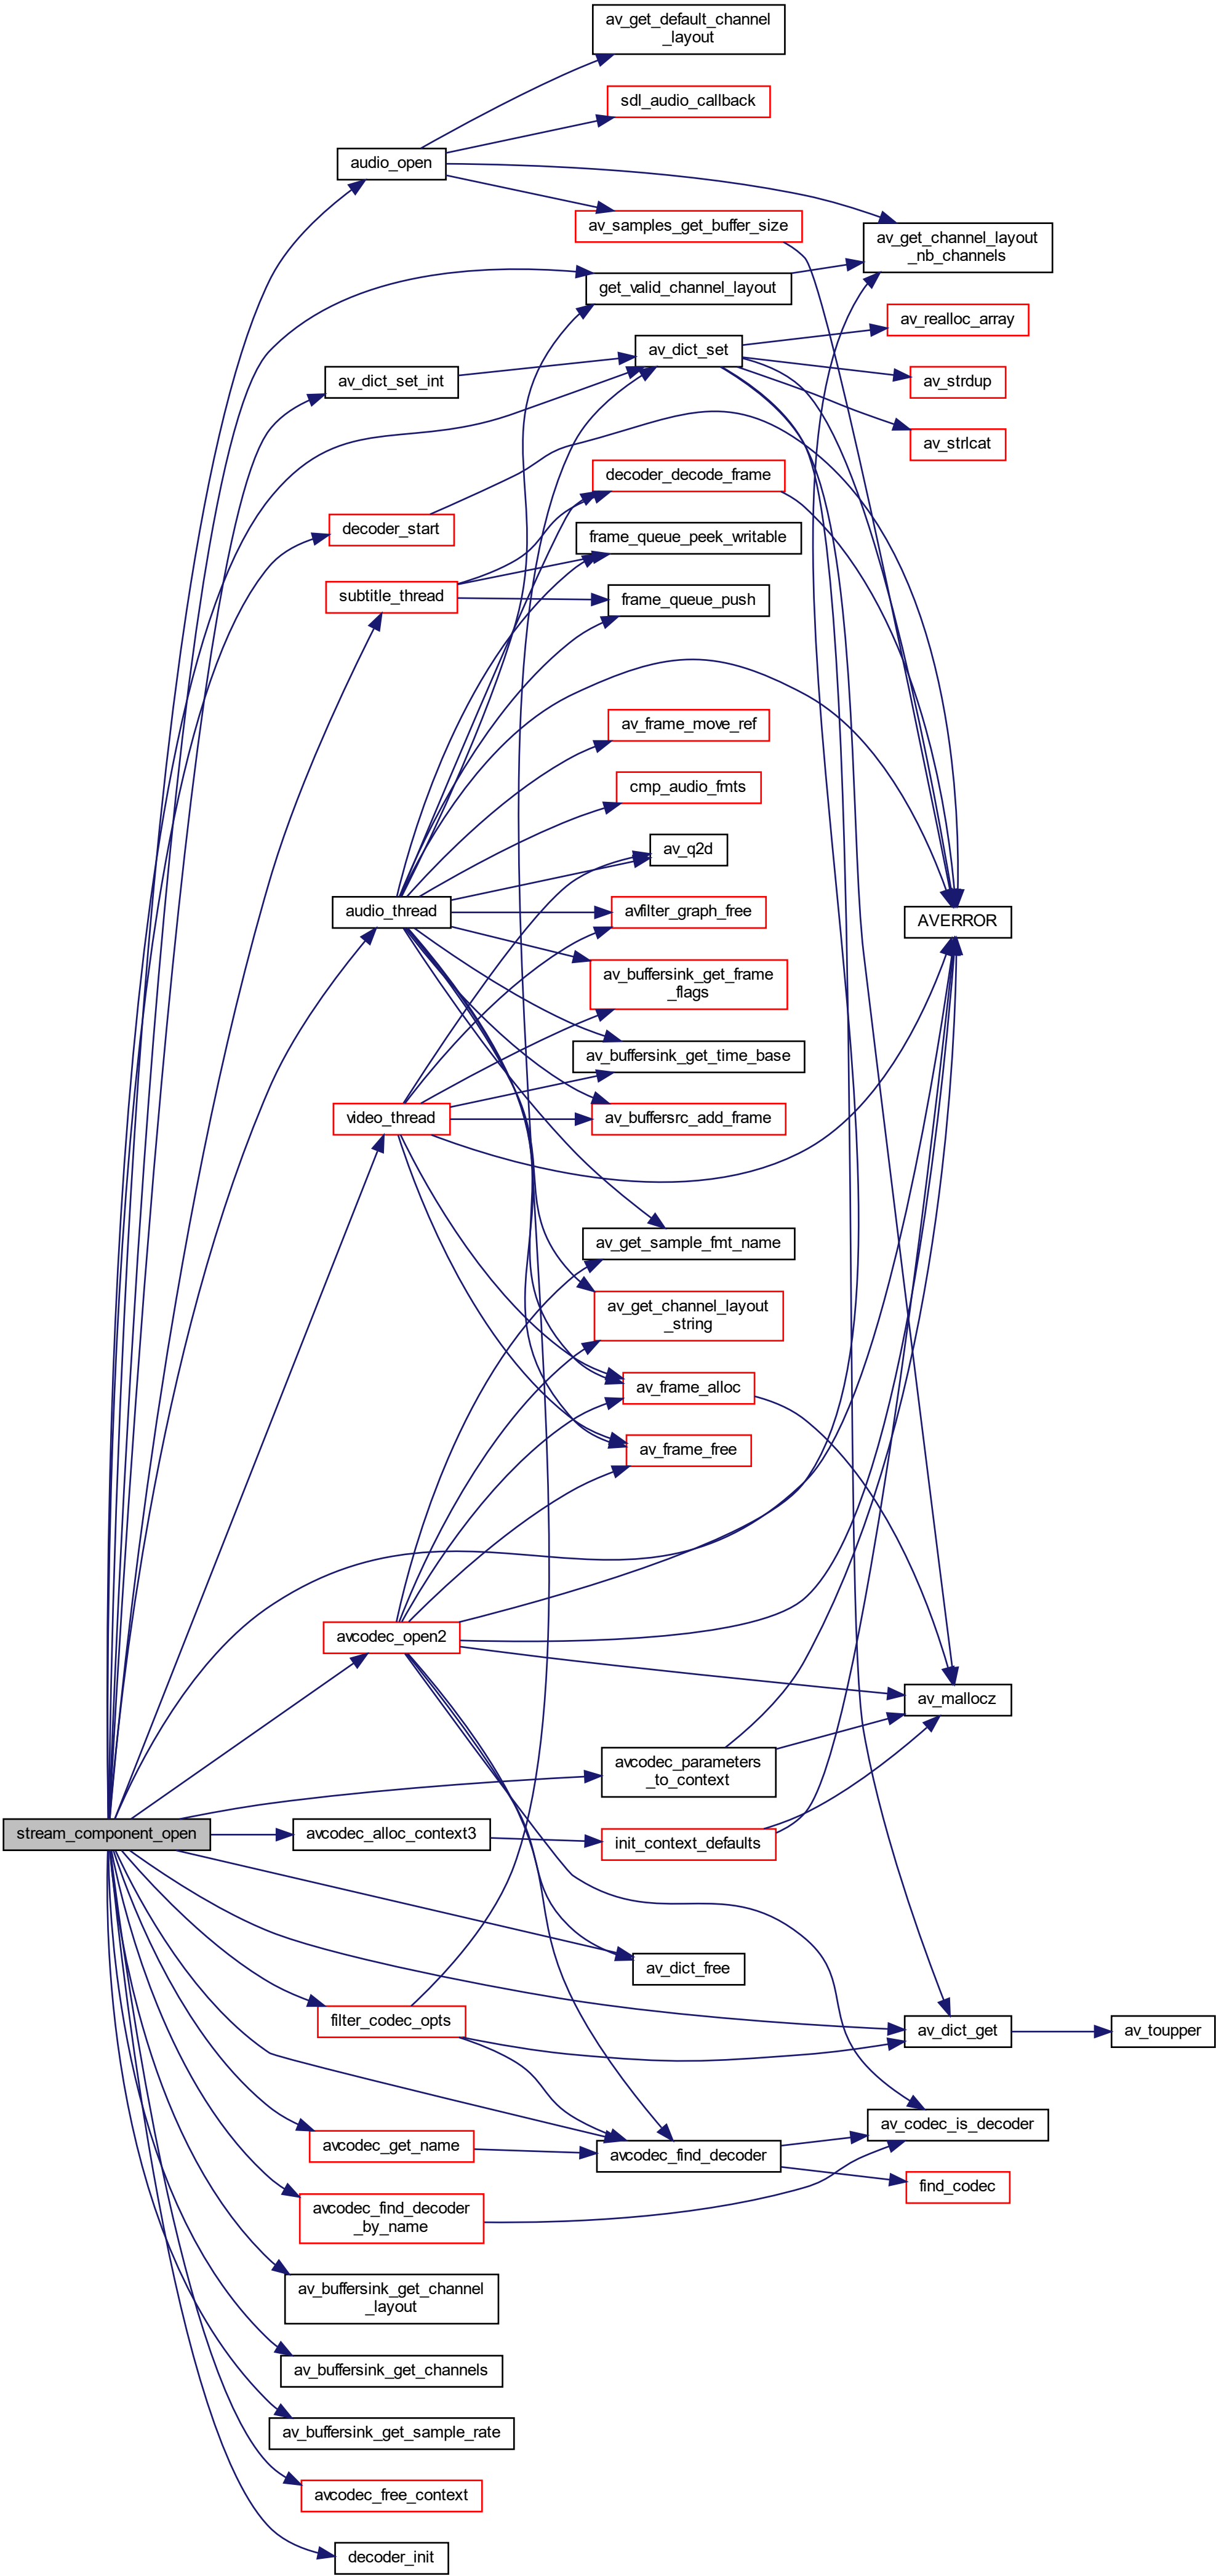 av_get_default_channel
_layout
sdl_audio_callback
audio_open
av_samples_get_buffer_size
av_get_channel_layout
_nb_channels
get_valid_channel_layout
av_realloc_array
av_dict_set
av_dict_set_int
av_strdup
av_strlcat
decoder_decode_frame
decoder_start
frame_queue_peek_writable
subtitle_thread
frame_queue_push
av_frame_move_ref
cmp_audio_fmts
av_q2d
audio_thread
avfilter_graph_free
AVERROR
av_buffersink_get_frame
_flags
av_buffersink_get_time_base
video_thread
av_buffersrc_add_frame
av_get_sample_fmt_name
av_get_channel_layout
_string
av_frame_alloc
av_frame_free
avcodec_open2
av_mallocz
avcodec_parameters
_to_context
stream_component_open
avcodec_alloc_context3
init_context_defaults
av_dict_free
filter_codec_opts
av_dict_get
av_toupper
av_codec_is_decoder
avcodec_get_name
avcodec_find_decoder
find_codec
avcodec_find_decoder
_by_name
av_buffersink_get_channel
_layout
av_buffersink_get_channels
av_buffersink_get_sample_rate
avcodec_free_context
decoder_init